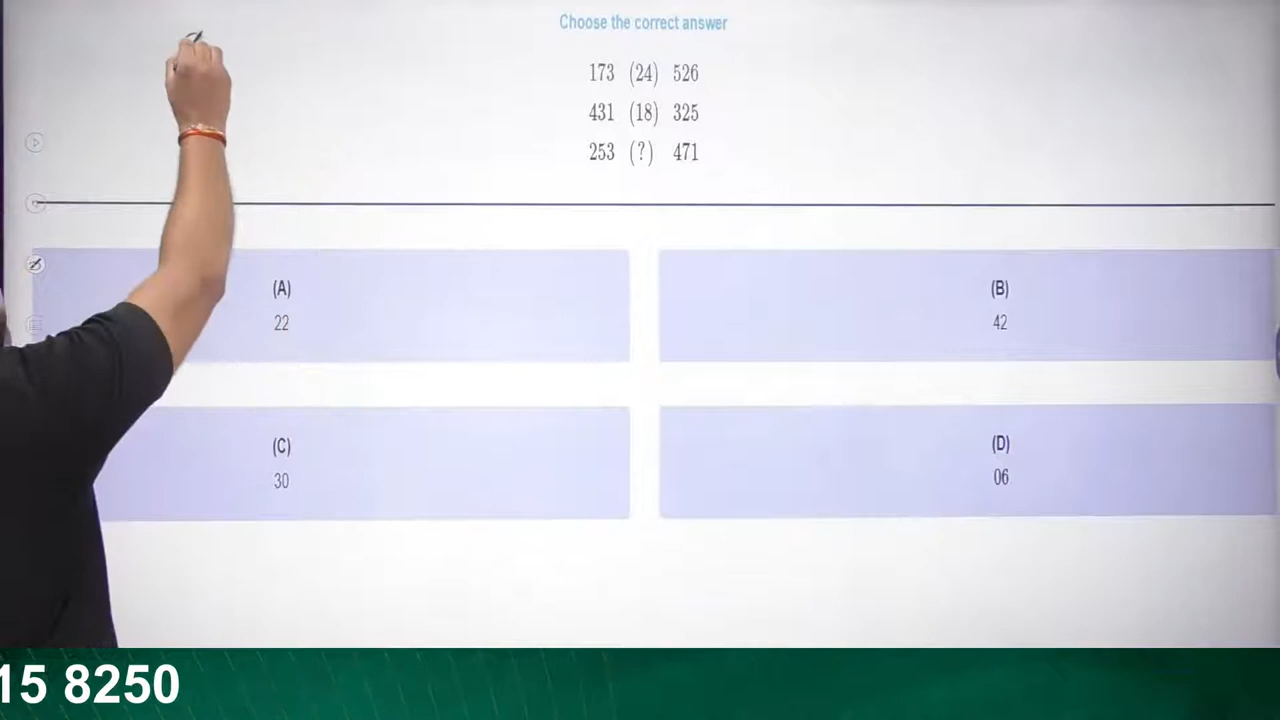 Choose the correct answer
173 (24) 526
431 (18) 325
253 (?) 471
(A)
22
(B)
42
(C)
30
(D)
06
15 8250